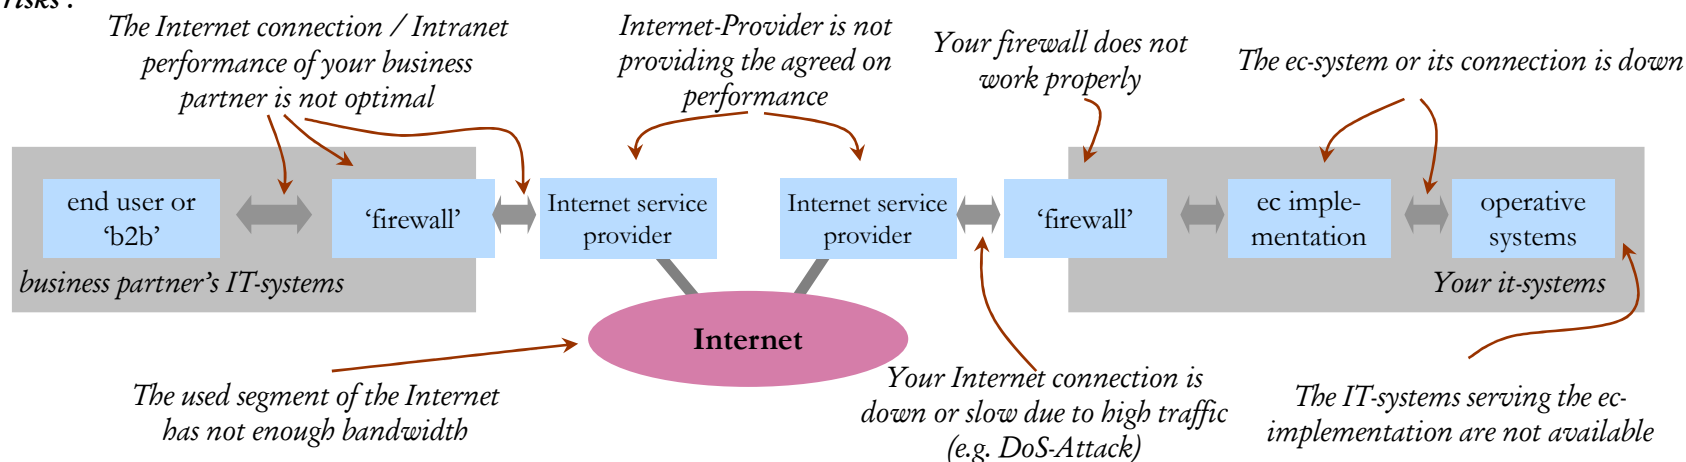 risks :
The Internet connection / Intranet
performance of your business
partner is not optimal
Internet-Provider is not
providing the agreed on
performance
Your firewall does not
work properly
The ec-system or its connection is down
end user or
‘b2b’
‘firewall’
Internet service
provider
Internet service
provider
‘firewall’
ec imple-
mentation
operative
systems
business partner’s IT-systems
Your it-systems
Internet
The used segment of the Internet
has not enough bandwidth
Your Internet connection is
down or slow due to high traffic
(e.g. DoS-Attack)
The IT-systems serving the ec-
implementation are not available